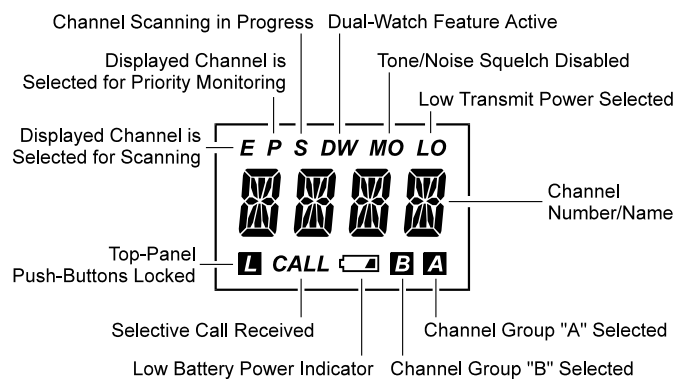 Channel Scanning in Progress Dual-Watch Feature Active
Displayed Channel is
Selected for Priority Monitoring
Tone/Noise Squelch Disabled
Low Transmit Power Selected
Displayed Channel is
Selected for Scanning
E P S DW MO LO
Channel
Number/Name
Top-Panel
Push-Buttons Locked
L CALL B A
Selective Call Received
Channel Group "A" Selected
Low Battery Power Indicator
Channel Group "B" Selected